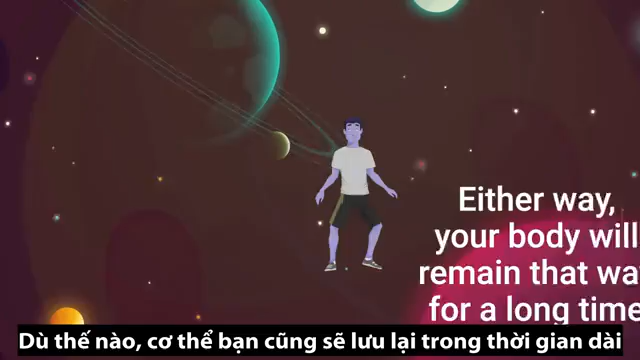 Either way,
your body will
remain that wa
for a long time
Dù thế nào, cơ thể bạn cũng sẽ lưu lại trong thời gian dài